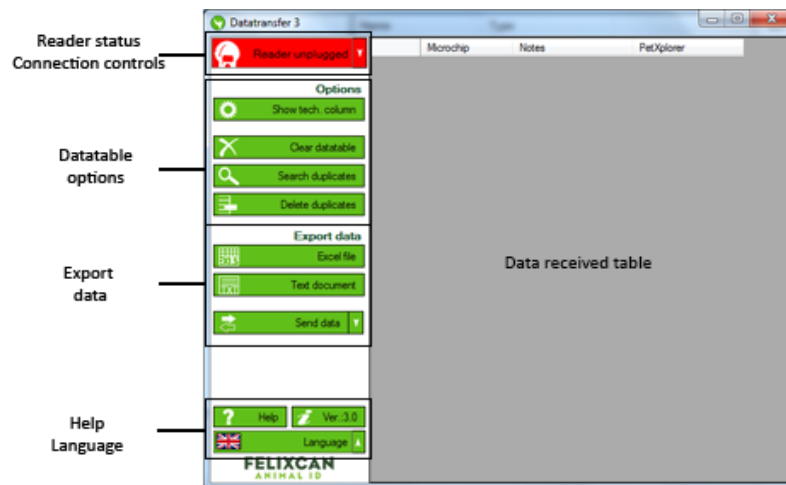 Datatransfer 3
Reader status
Connection controls
Reader unplugged
Microchip Notes PetXplorer
Options
Show tech. column
Datatable
options
Clear datatable
Search duplicates
Delete duplicates
Export data
Export
data
Excel file
Text document
Send data
Data received table
Help
Language
Help Ver.:3.0
Language
FELIXCAN
ANIMAL ID